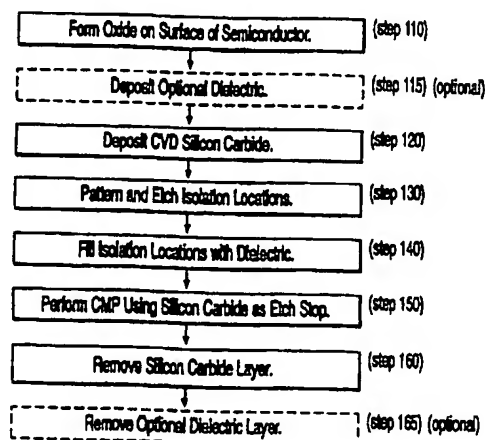 Form Oxide on Surface of Semiconductor. (step 110)
Deposit Optional Dielectric. (step 115) (optional)
Deposit CVD Silicon Carbide. (step 120)
Pattern and Etch Isolation Locations. (step 130)
Fill Isolation Locations with Dielectric. (step 140)
Perform CMP Using Silicon Carbide as Etch Stop. (step 150)
Remove Silicon Carbide Layer. (step 160)
Remove Optional Dielectric Layer. (step 165) (optional)